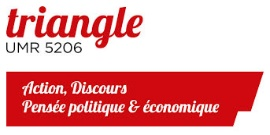 triangle
UMR 5206
Action, Discours
Pensée politique & économique